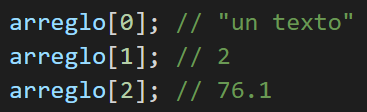 arreglo[0]; // "un texto"
arreglo[1]; // 2
arreglo[2]; // 76.1